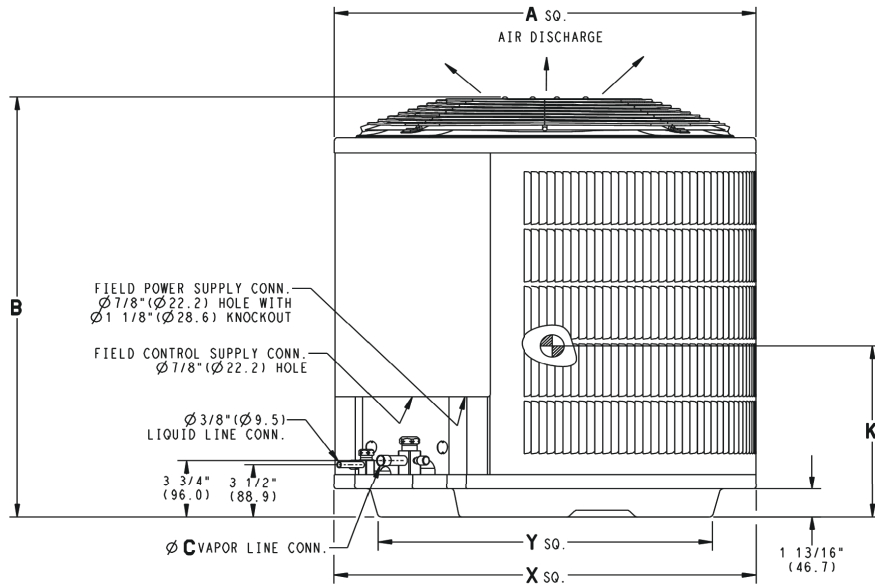 A SQ.
AIR DISCHARGE
B
FIELD POWER SUPPLY CONN.
Ø7/8"(Ø22.2) HOLE WITH
Ø1 1/8"(Ø28.6) KNOCKOUT
FIELD CONTROL SUPPLY CONN.
Ø7/8"(Ø22.2) HOLE
K
Ø3/8"(Ø9.5)
LIQUID LINE CONN.
3 3/4"
(96.0)
3 1/2"
(88.9)
Ø C VAPOR LINE CONN.
Y SQ.
1 13/16"
(46.7)
X SQ.